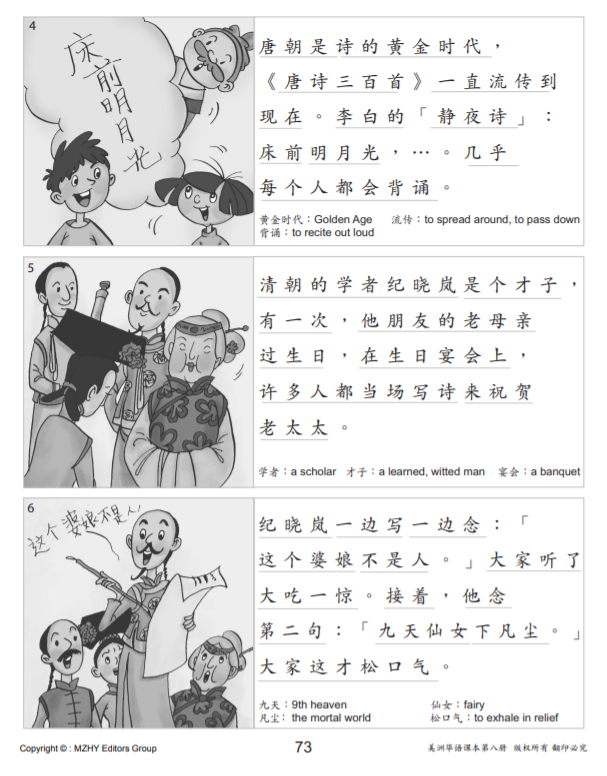 4
床前明月光
唐朝是诗的黄金时代，
《唐诗三百首》一直流传到
现在。李白的「静夜诗」：
床前明月光，⋯。几乎
每个人都会背诵。
黄金时代：Golden Age 流传：to spread around, to pass down
背诵：to recite out loud
5
清朝的学者纪晓岚是个才子，
有一次，他朋友的老母亲
过生日，在生日宴会上，
许多人都当场写诗来祝贺
老太太。
学者：a scholar 才子：a learned, witted man 宴会：a banquet
6
这个婆娘不是人！
纪晓岚一边写一边念：「
这个婆娘不是人。」大家听了
大吃一惊。接着，他念
第二句：「九天仙女下凡尘。」
大家这才松口气。
九天：9th heaven 仙女：fairy
凡尘：the mortal world 松口气：to exhale in relief
Copyright © : MZHY Editors Group 73 美洲华语课本第八册 版权所有 翻印必究